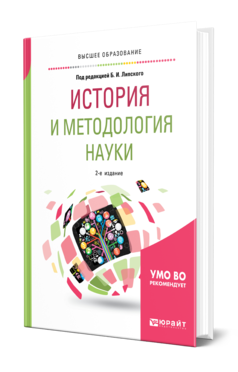 ВЫСШЕЕ ОБРАЗОВАНИЕ
Под редакцией Б. И. Липского
ИСТОРИЯ
И МЕТОДОЛОГИЯ
НАУКИ
2-е издание
УМО ВО
РЕКОМЕНДУЕТ
ЮРАЙТ